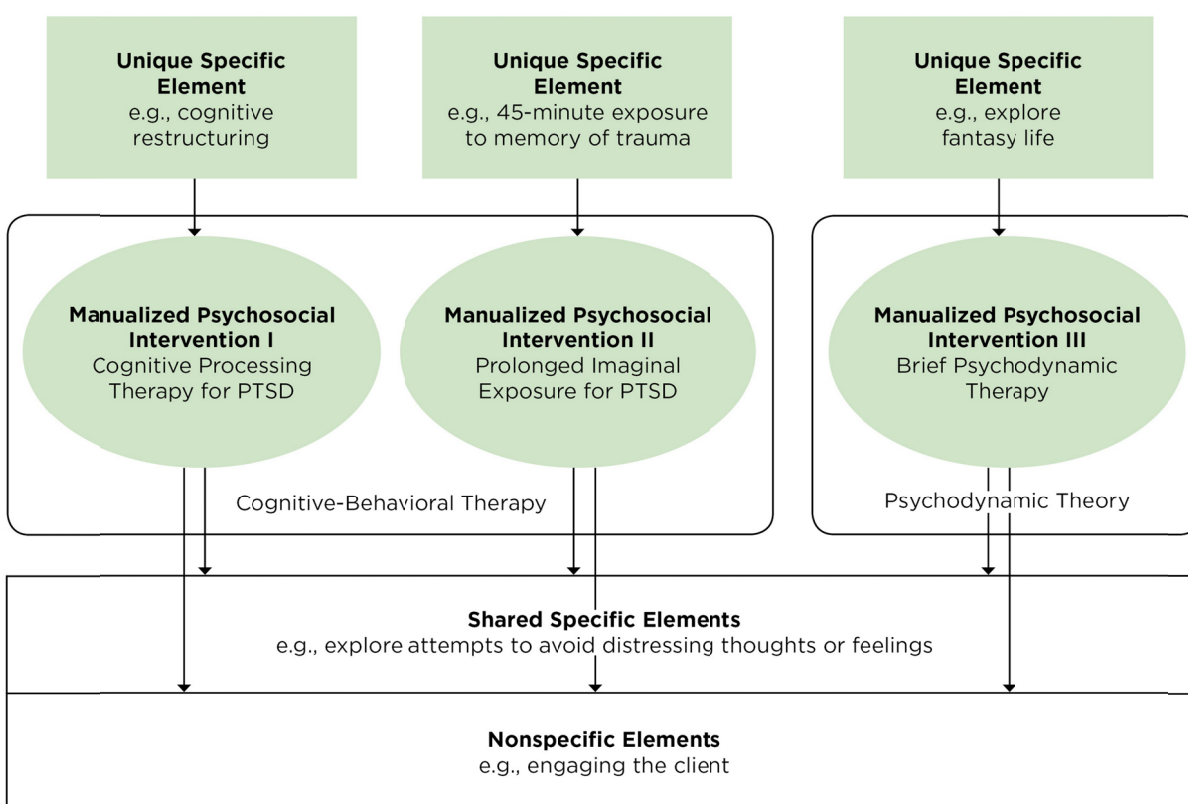 Unique Specific
Element
e.g., cognitive
restructuring
Unique Specific
Element
e.g., 45-minute exposure
to memory of trauma
Unique Specific
Element
e.g., explore
fantasy life
Manualized Psychosocial
Intervention I
Cognitive Processing
Therapy for PTSD
Manualized Psychosocial
Intervention II
Prolonged Imaginal
Exposure for PTSD
Manualized Psychosocial
Intervention III
Brief Psychodynamic
Therapy
Cognitive-Behavioral Therapy
Psychodynamic Theory
Shared Specific Elements
e.g., explore attempts to avoid distressing thoughts or feelings
Nonspecific Elements
e.g., engaging the client